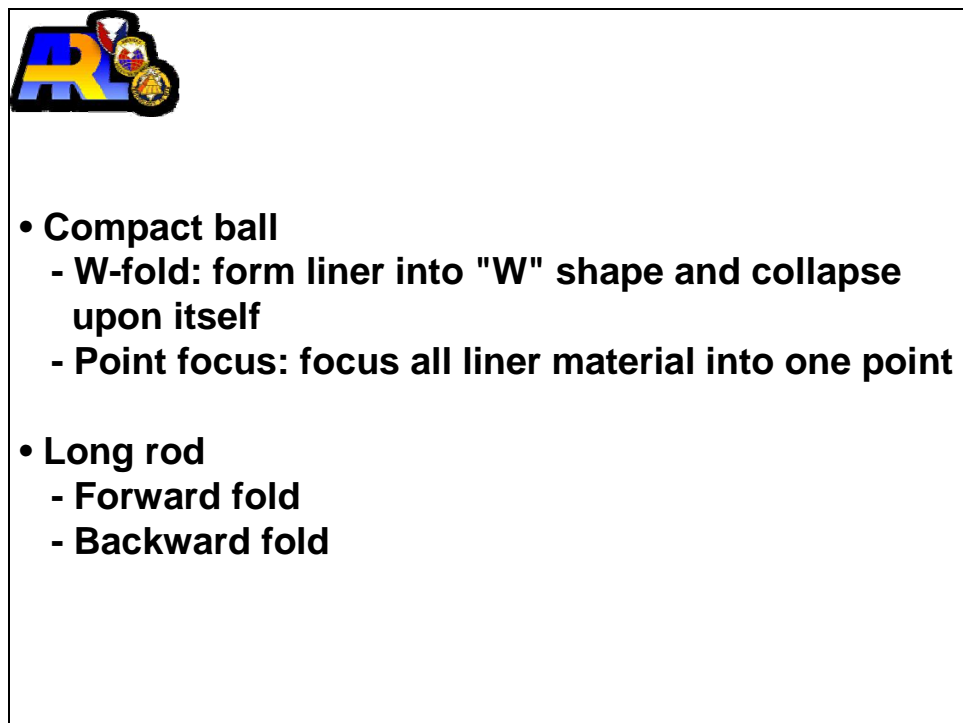 ARL
• Compact ball
- W-fold: form liner into "W" shape and collapse
upon itself
- Point focus: focus all liner material into one point
• Long rod
- Forward fold
- Backward fold